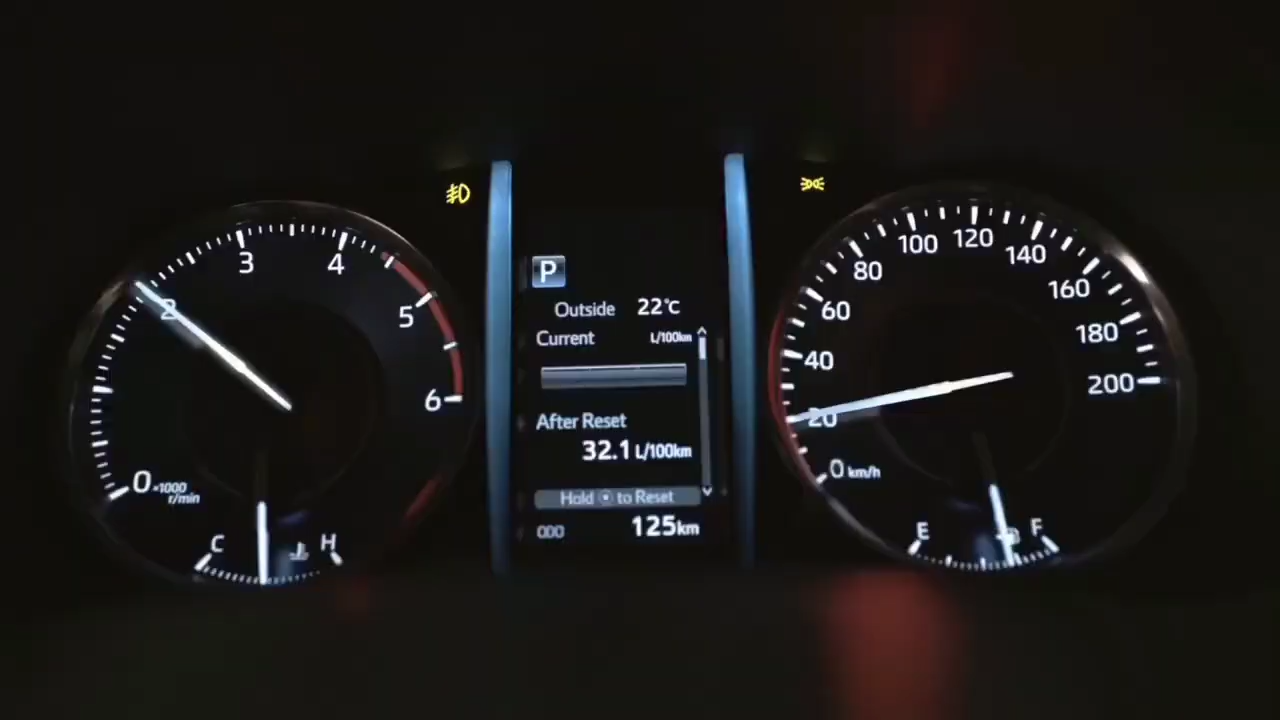 P
Outside 22°C
Current L/100km
After Reset
32.1 L/100km
Hold to Reset
000 125km
0 2 3 4 5 6
×1000
r/min
C H
0 20 40 60 80 100 120 140 160 180 200
km/h
E F